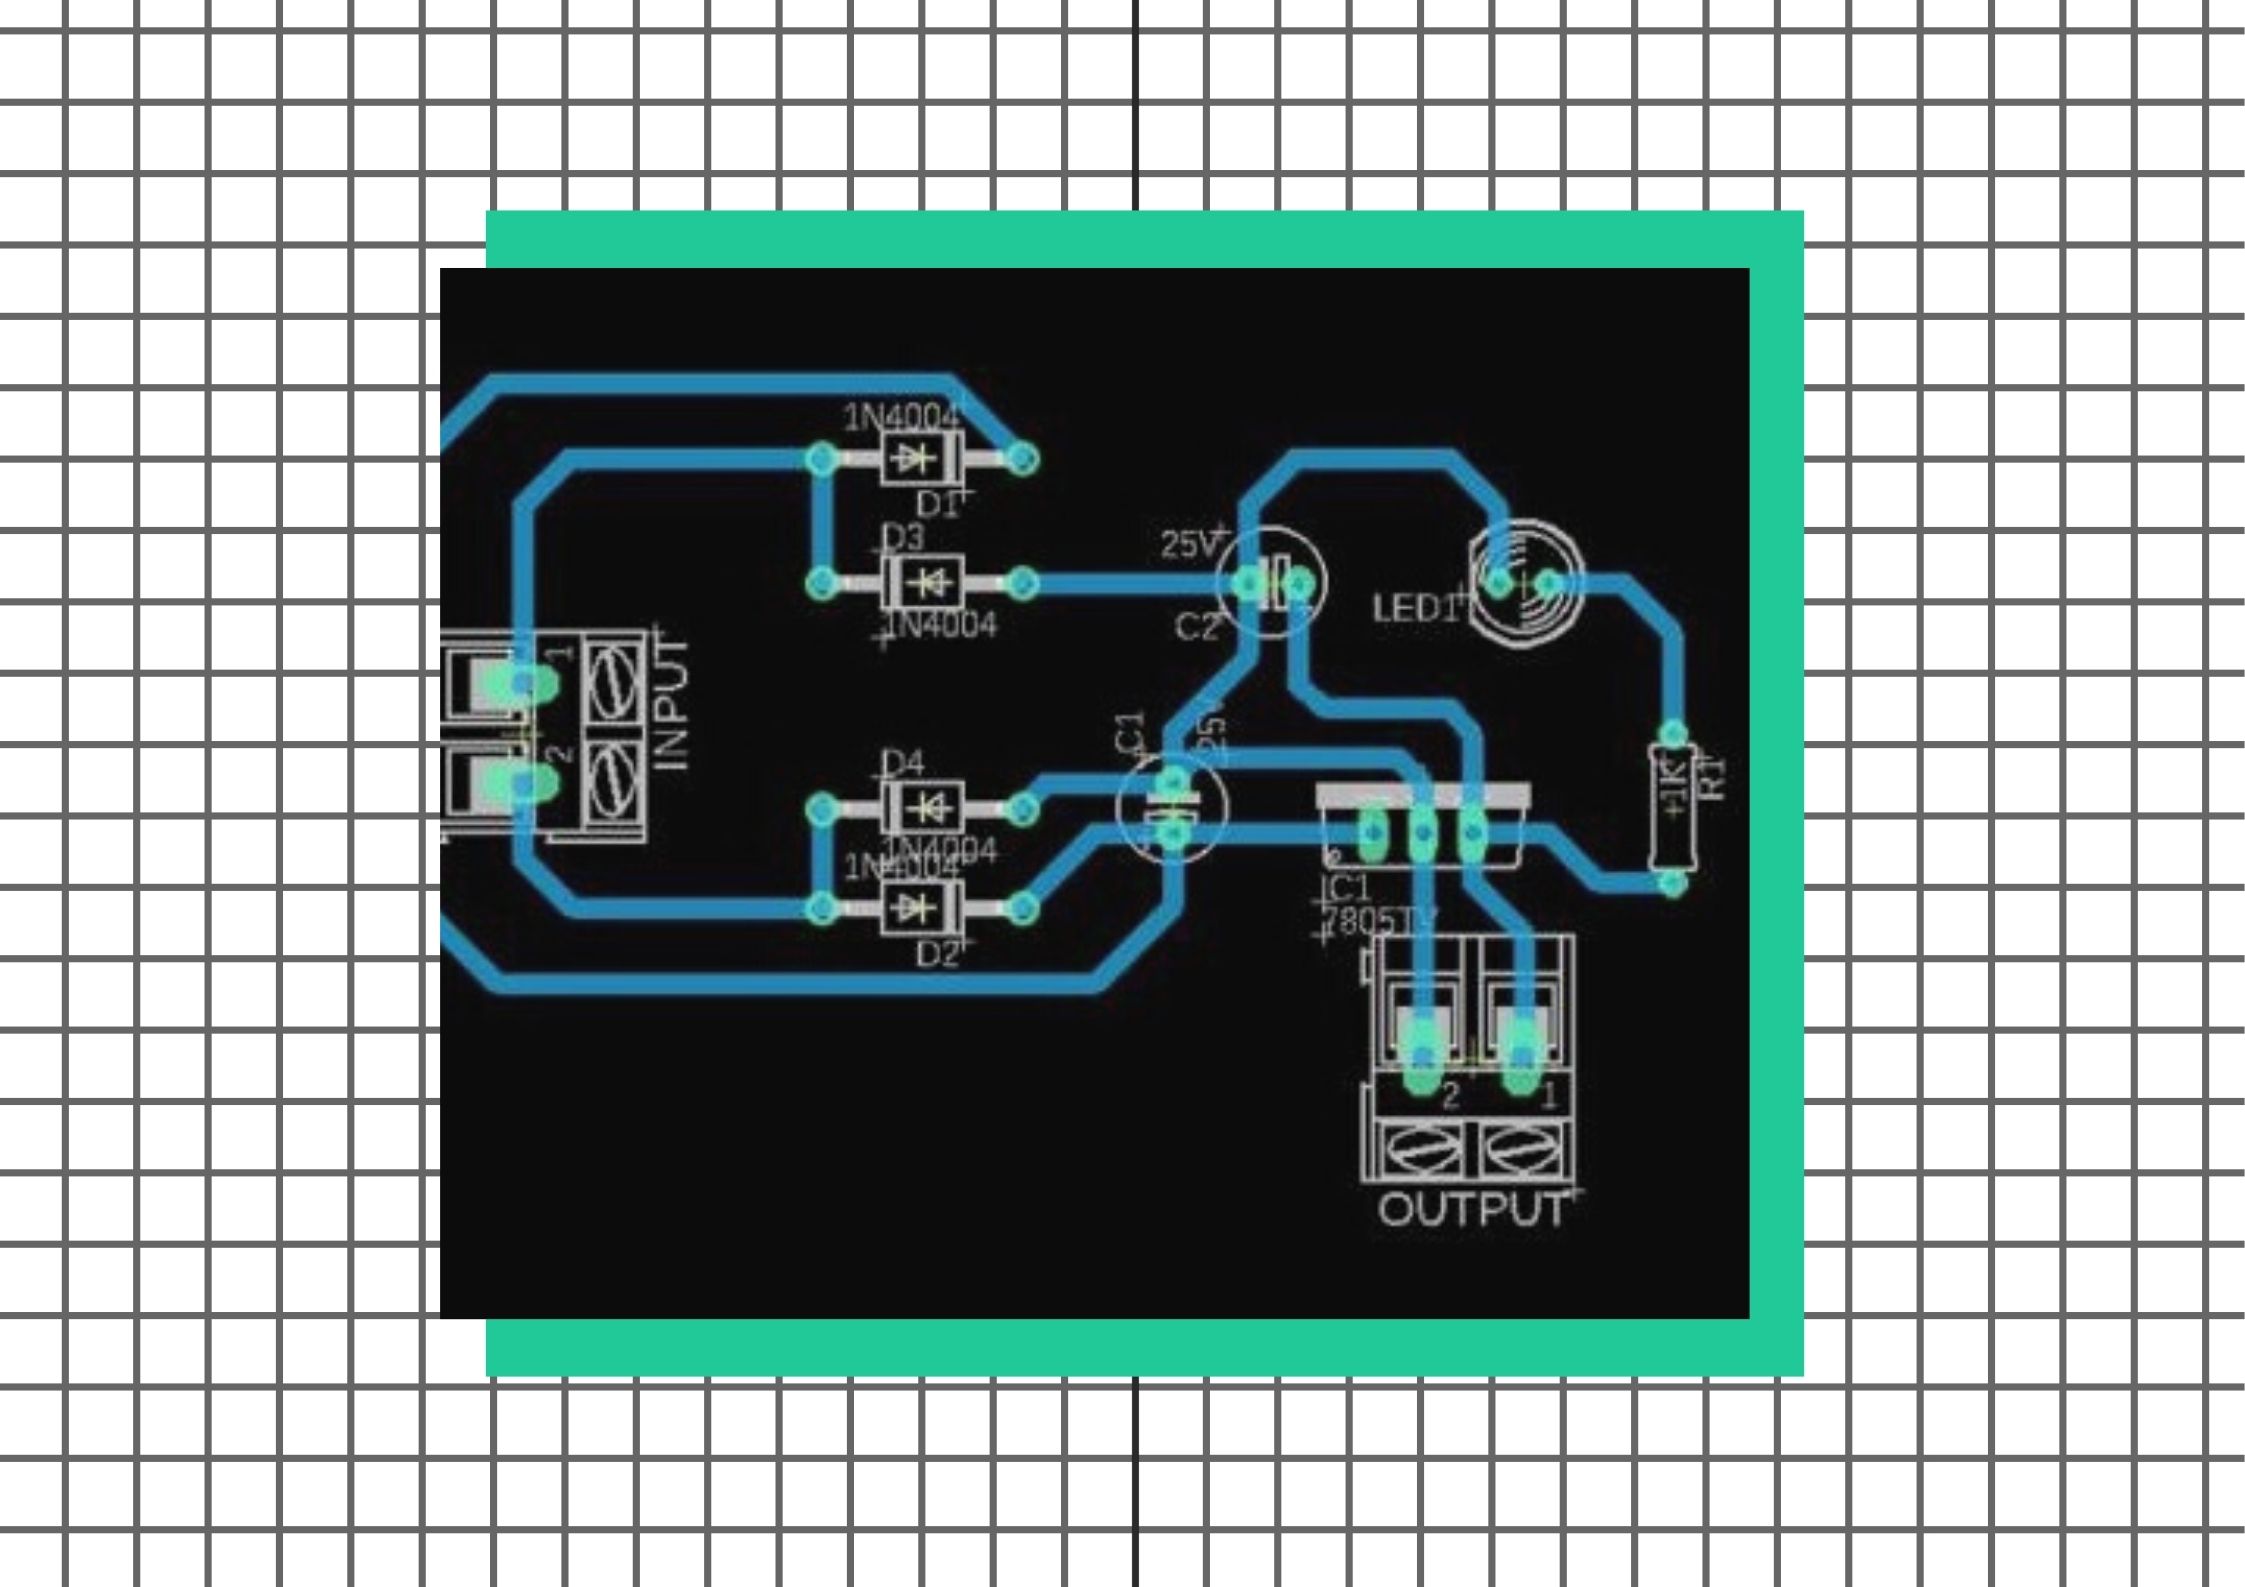 1N4004
D1
D3
1N4004
25V
C2
LED1
1
2
INPUT
C1
25V
D4
1N4004
1N4004
D2
1K
R1
IC1
7805TV
2
1
OUTPUT